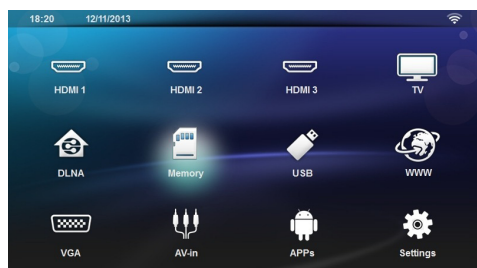 18:20 12/11/2013
HDMI 1 HDMI 2 HDMI 3 TV
DLNA Memory USB WWW
VGA AV-in APPs Settings